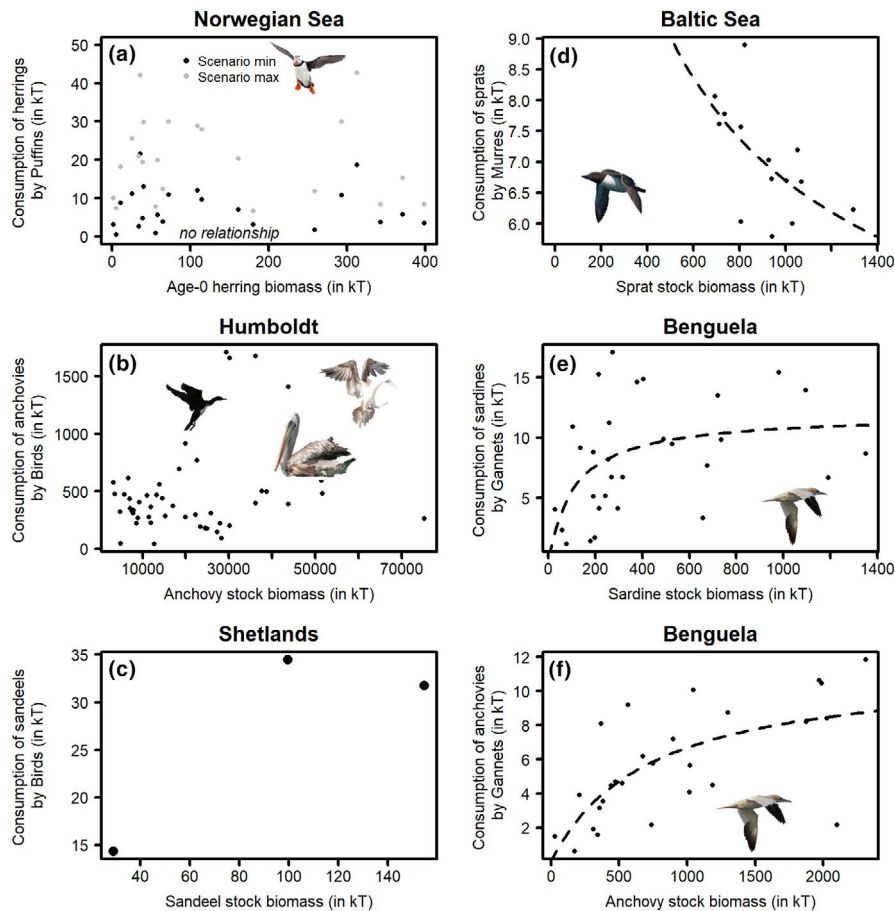 Norwegian Sea
(a)
Scenario min
Scenario max
no relationship
50
40
30
20
10
0
0 100 200 300 400
Consumption of herrings
by Puffins (in kT)
Age-0 herring biomass (in kT)
Baltic Sea
(d)
9.0
8.5
8.0
7.5
7.0
6.5
6.0
0 200 400 600 800 1000 1200 1400
Consumption of sprats
by Murres (in kT)
Sprat stock biomass (in kT)
Humboldt
(b)
1500
1000
500
0
10000 30000 50000 70000
Consumption of anchovies
by Birds (in kT)
Anchovy stock biomass (in kT)
Benguela
(e)
15
10
5
0 200 400 600 800 1000 1200 1400
Consumption of sardines
by Gannets (in kT)
Sardine stock biomass (in kT)
Shetlands
(c)
35
30
25
20
15
40 60 80 100 120 140
Consumption of sandeels
by Birds (in kT)
Sandeel stock biomass (in kT)
Benguela
(f)
12
10
8
6
4
2
0 500 1000 1500 2000
Consumption of anchovies
by Gannets (in kT)
Anchovy stock biomass (in kT)